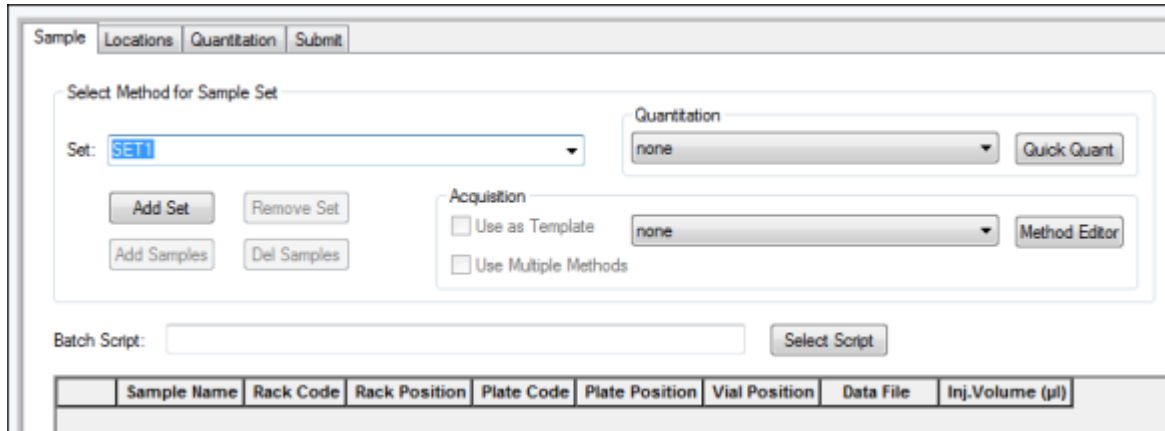 Sample Locations Quantitation Submit
Select Method for Sample Set
Quantitation
Set: SET1 none Quick Quant
Add Set Remove Set Acquisition
Use as Template none Method Editor
Add Samples Del Samples Use Multiple Methods
Batch Script: Select Script
Sample Name Rack Code Rack Position Plate Code Plate Position Vial Position Data File Inj.Volume (µl)